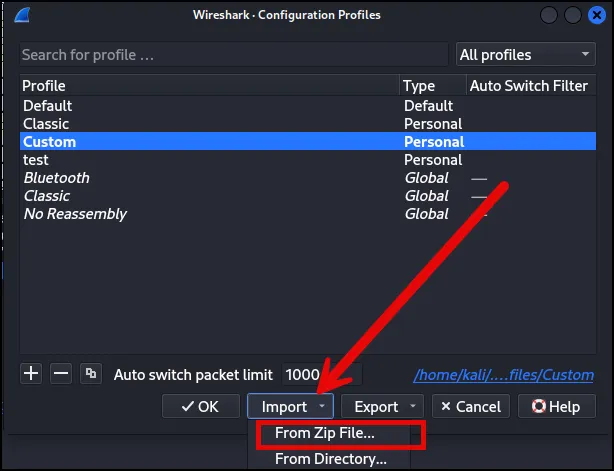 Wireshark · Configuration Profiles
Search for profile ...
All profiles
Profile Type Auto Switch Filter
Default Default
Classic Personal
Custom Personal
test Personal
Bluetooth Global —
Classic Global —
No Reassembly Global —
Auto switch packet limit 1000 /home/kali/....files/Custom
OK Import Export Cancel Help
From Zip File...
From Directory...